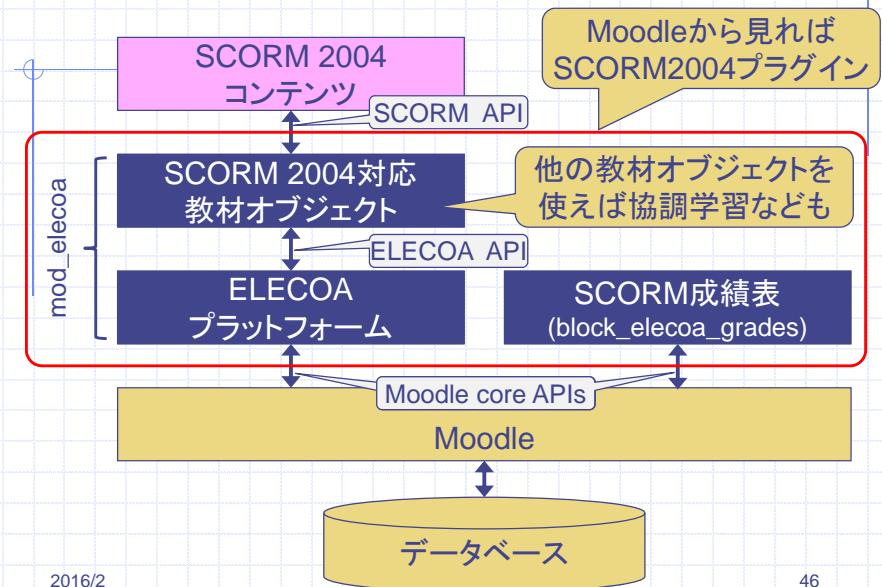 Moodleから見れば
SCORM2004プラグイン
SCORM 2004
コンテンツ
SCORM API
mod_elecoa
SCORM 2004対応
教材オブジェクト
他の教材オブジェクトを
使えば協調学習なども
ELECOA API
ELECOA
プラットフォーム
SCORM成績表
(block_elecoa_grades)
Moodle core APIs
Moodle
データベース
2016/2
46